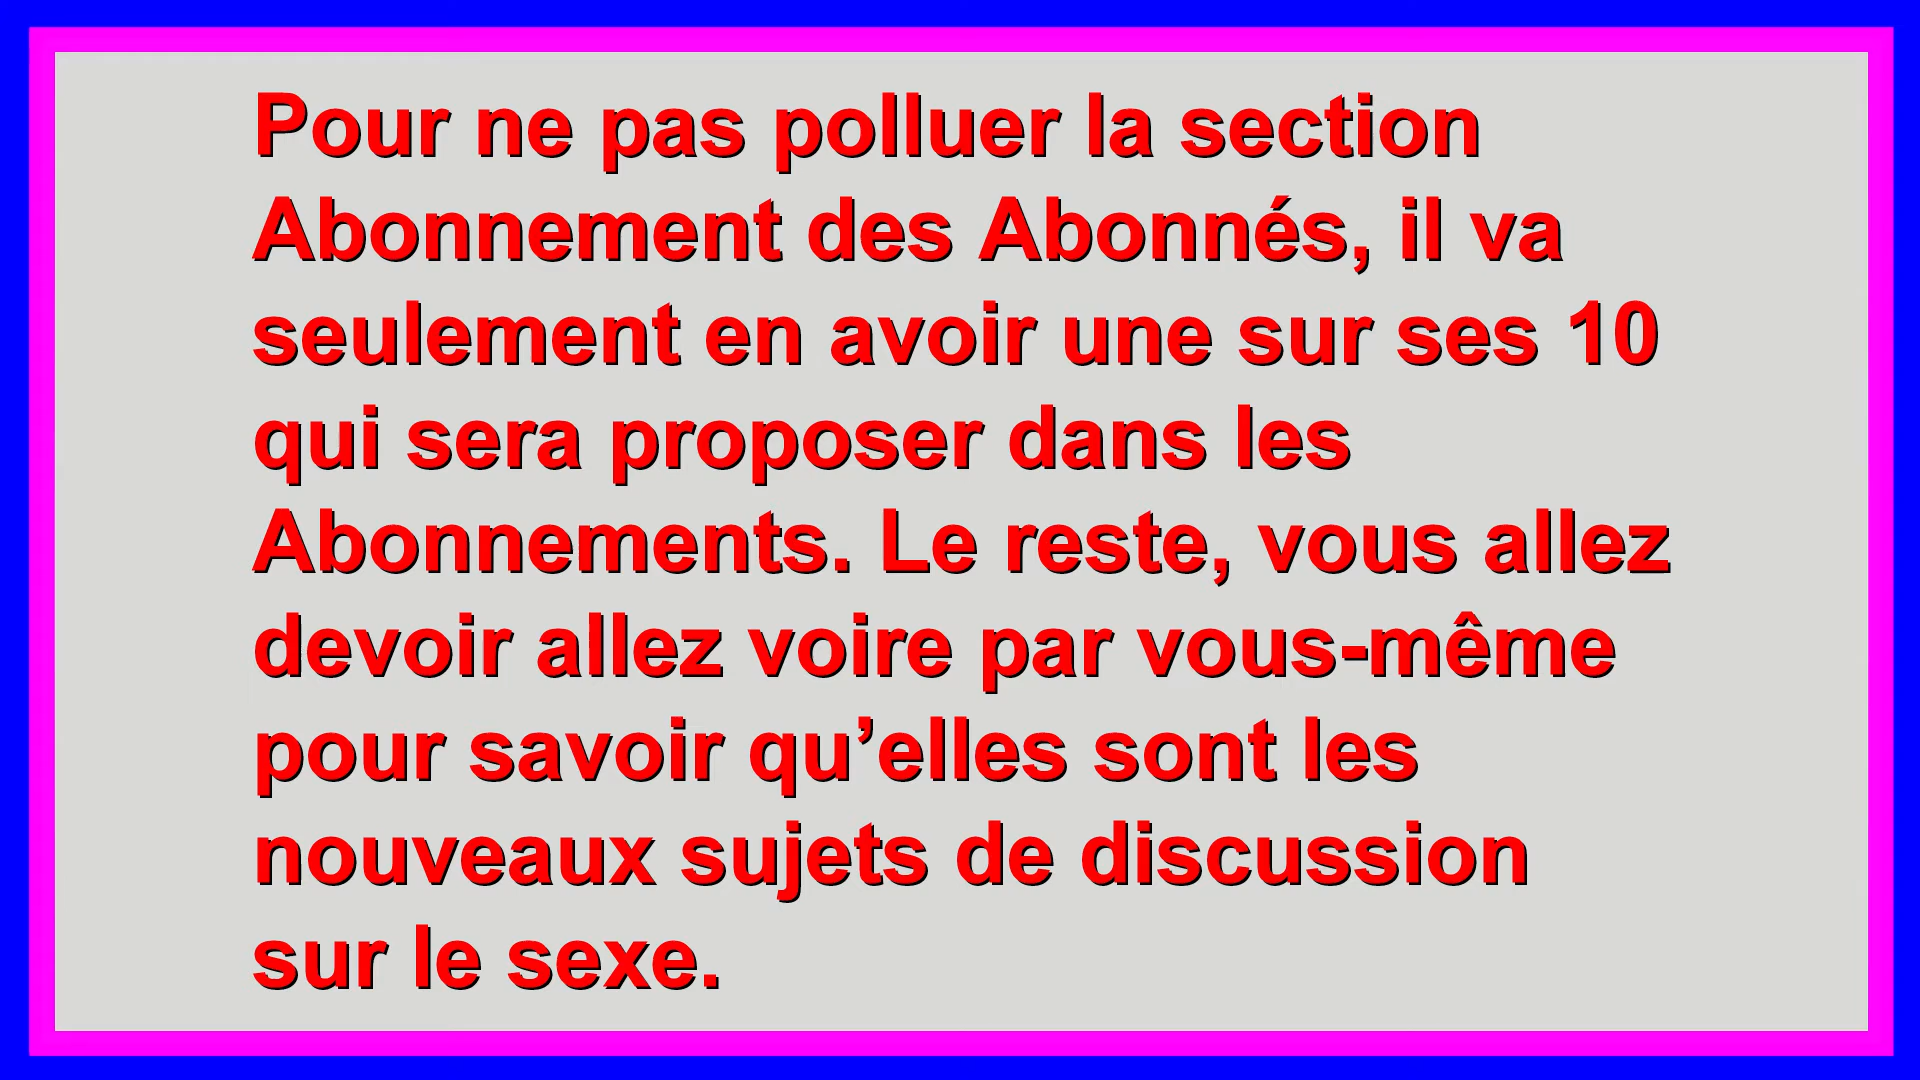 Pour ne pas polluer la section
Abonnement des Abonnés, il va
seulement en avoir une sur ses 10
qui sera proposer dans les
Abonnements. Le reste, vous allez
devoir allez voire par vous-même
pour savoir qu’elles sont les
nouveaux sujets de discussion
sur le sexe.